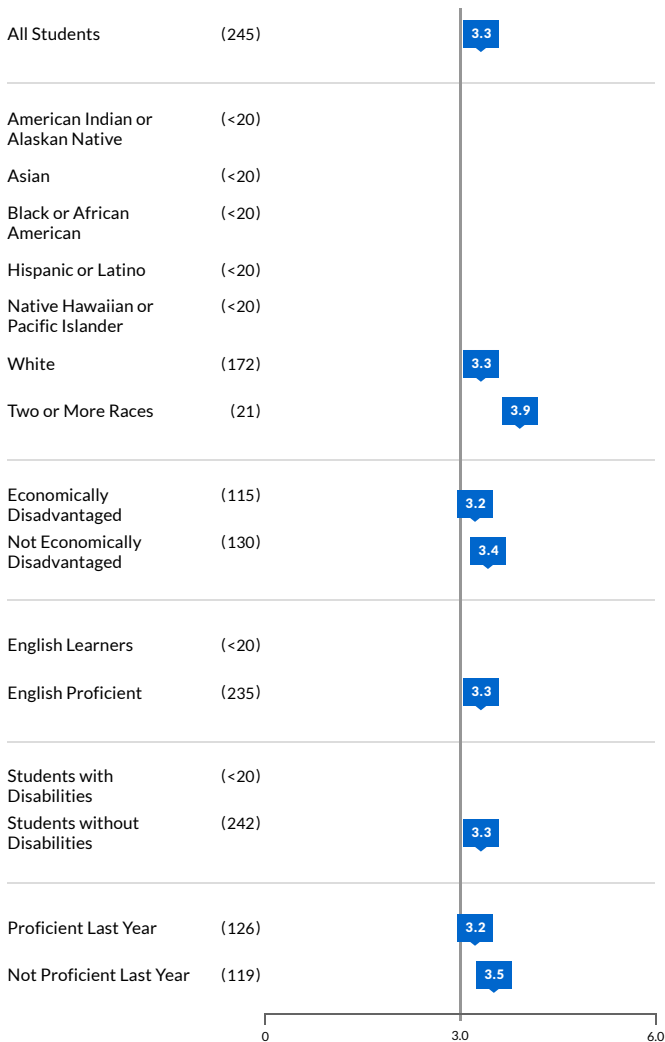 All Students (245) 3.3
American Indian or
Alaskan Native (<20)
Asian (<20)
Black or African
American (<20)
Hispanic or Latino (<20)
Native Hawaiian or
Pacific Islander (<20)
White (172) 3.3
Two or More Races (21) 3.9
Economically
Disadvantaged (115) 3.2
Not Economically
Disadvantaged (130) 3.4
English Learners (<20)
English Proficient (235) 3.3
Students with
Disabilities (<20)
Students without
Disabilities (242) 3.3
Proficient Last Year (126) 3.2
Not Proficient Last Year (119) 3.5
0 3.0 6.0